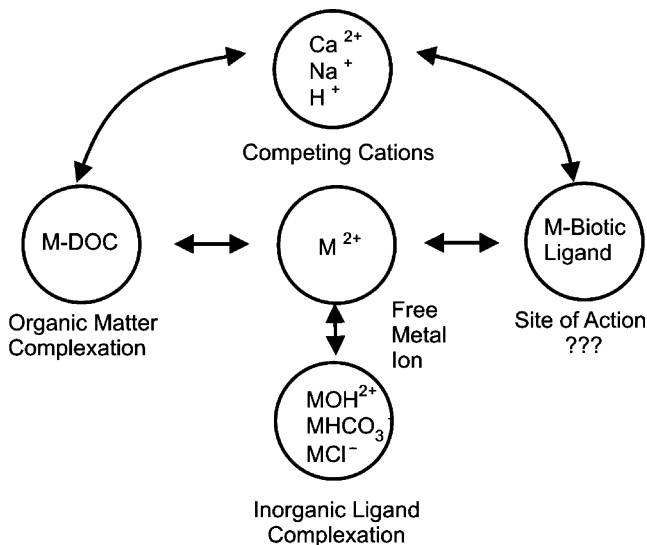 Ca 2+
Na +
H +
Competing Cations
M-DOC
M 2+
M-Biotic
Ligand
Organic Matter
Complexation
Free
Metal
Ion
Site of Action
???
MOH2+
MHCO3
MCl−
Inorganic Ligand
Complexation